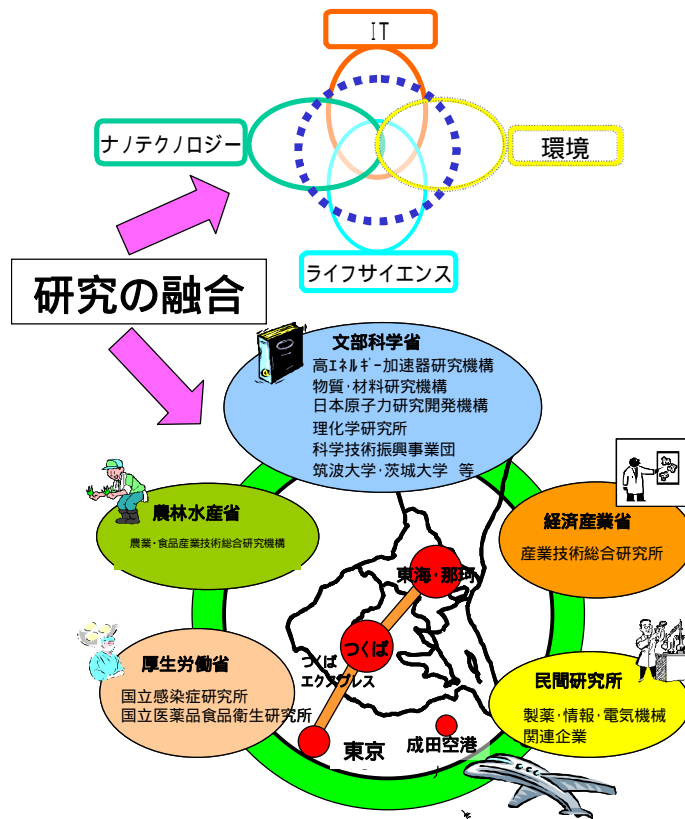 IT
ナノテクノロジー
環境
ライフサイエンス
研究の融合
文部科学省
高エネルギー加速器研究機構
物質・材料研究機構
日本原子力研究開発機構
理化学研究所
科学技術振興事業団
筑波大学・茨城大学 等
農林水産省
農業・食品産業技術総合研究機構
経済産業省
産業技術総合研究所
東海・那珂
つくば
つくば
エクスプレス
厚生労働省
国立感染症研究所
国立医薬品食品衛生研究所
民間研究所
製薬・情報・電気機械
関連企業
東京
成田空港